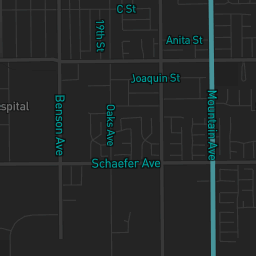 C St
19th St
Anita St
Joaquin St
spital
Benson Ave
Oaks Ave
Mountain Ave
Schaefer Ave